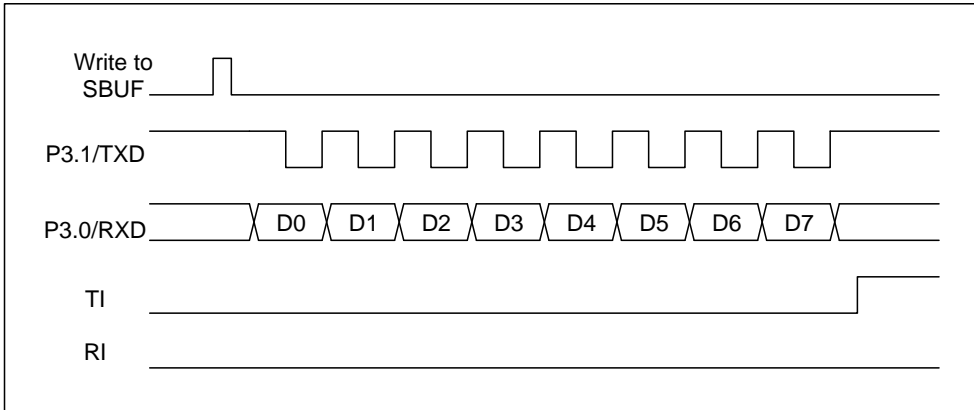 Write to
SBUF
P3.1/TXD
P3.0/RXD D0 D1 D2 D3 D4 D5 D6 D7
TI
RI